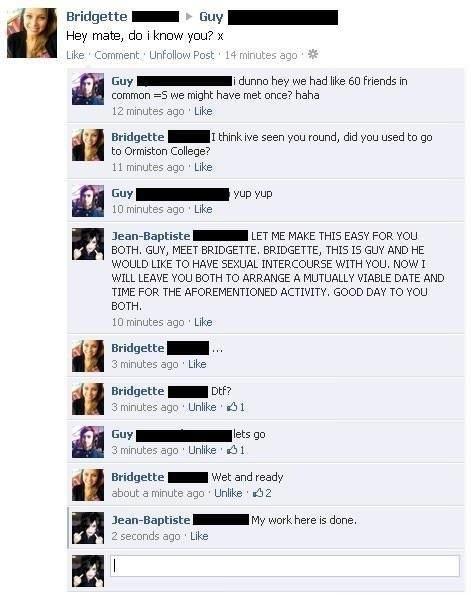 Bridgette ▶ Guy
Hey mate, do i know you? x
Like · Comment · Unfollow Post · 14 minutes ago ·
Guy i dunno hey we had like 60 friends in
common =S we might have met once? haha
12 minutes ago · Like
Bridgette I think ive seen you round, did you used to go
to Ormiston College?
11 minutes ago · Like
Guy yup yup
10 minutes ago · Like
Jean-Baptiste LET ME MAKE THIS EASY FOR YOU
BOTH. GUY, MEET BRIDGETTE. BRIDGETTE, THIS IS GUY AND HE
WOULD LIKE TO HAVE SEXUAL INTERCOURSE WITH YOU. NOW I
WILL LEAVE YOU BOTH TO ARRANGE A MUTUALLY VIABLE DATE AND
TIME FOR THE AFOREMENTIONED ACTIVITY. GOOD DAY TO YOU
BOTH.
10 minutes ago · Like
Bridgette ...
3 minutes ago · Like
Bridgette Dtf?
3 minutes ago · Unlike · 1
Guy lets go
3 minutes ago · Unlike · 1
Bridgette Wet and ready
about a minute ago · Unlike · 2
Jean-Baptiste My work here is done.
2 seconds ago · Like